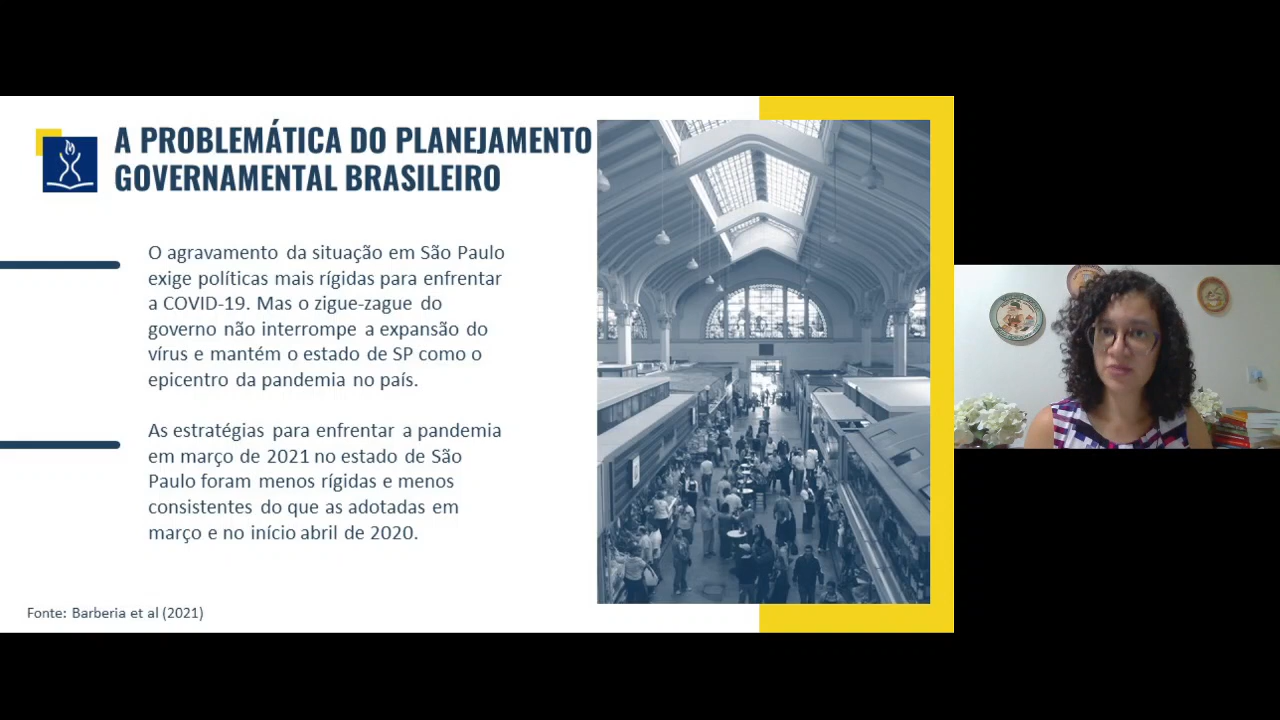 A PROBLEMÁTICA DO PLANEJAMENTO
GOVERNAMENTAL BRASILEIRO
O agravamento da situação em São Paulo
exige políticas mais rígidas para enfrentar
a COVID-19. Mas o zigue-zague do
governo não interrompe a expansão do
vírus e mantém o estado de SP como o
epicentro da pandemia no país.
As estratégias para enfrentar a pandemia
em março de 2021 no estado de São
Paulo foram menos rígidas e menos
consistentes do que as adotadas em
março e no início abril de 2020.
Fonte: Barberia et al (2021)